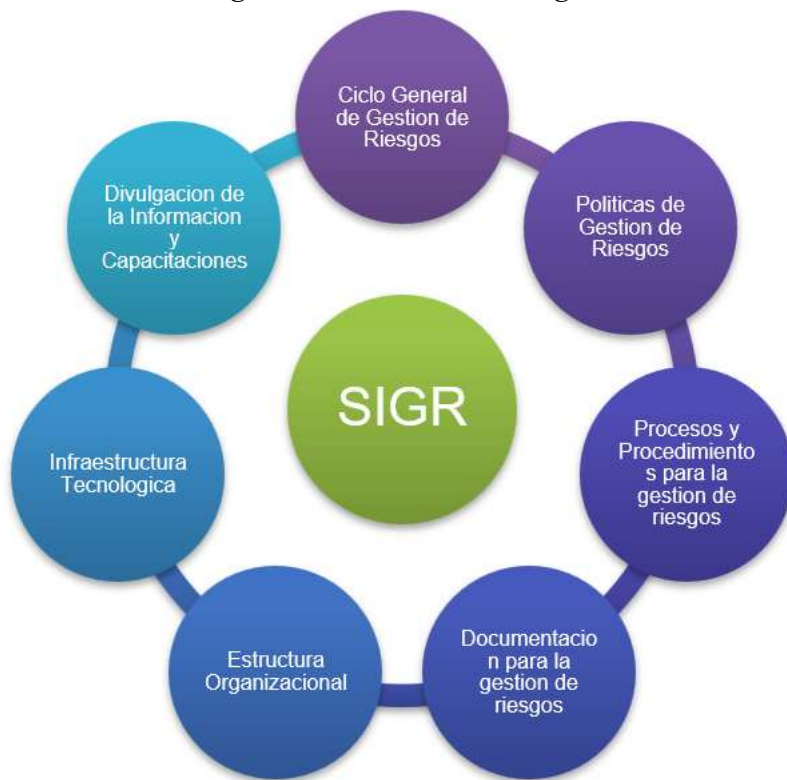 Ciclo General
de Gestion de
Riesgos
Politicas de
Gestion de
Riesgos
Procesos y
Procedimiento
s para la
gestion de
riesgos
Documentacio
n para la
gestion de
riesgos
Estructura
Organizacional
Infraestructura
Tecnologica
Divulgacion de
la Informacion
y
Capacitaciones
SIGR